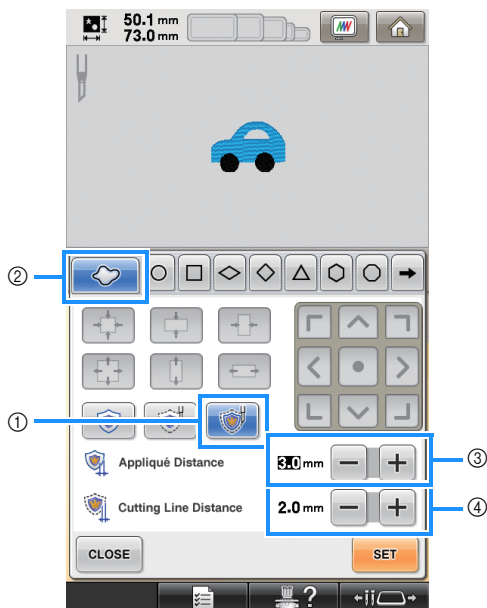 50.1 mm
73.0 mm
②
①
Appliqué Distance
3.0 mm
③
Cutting Line Distance
2.0 mm
④
CLOSE
SET
?